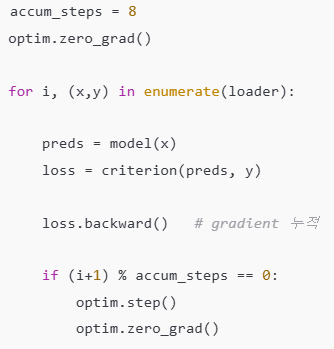 accum_steps = 8
optim.zero_grad()
for i, (x,y) in enumerate(loader):
preds = model(x)
loss = criterion(preds, y)
loss.backward()   # gradient 누적
if (i+1) % accum_steps == 0:
optim.step()
optim.zero_grad()